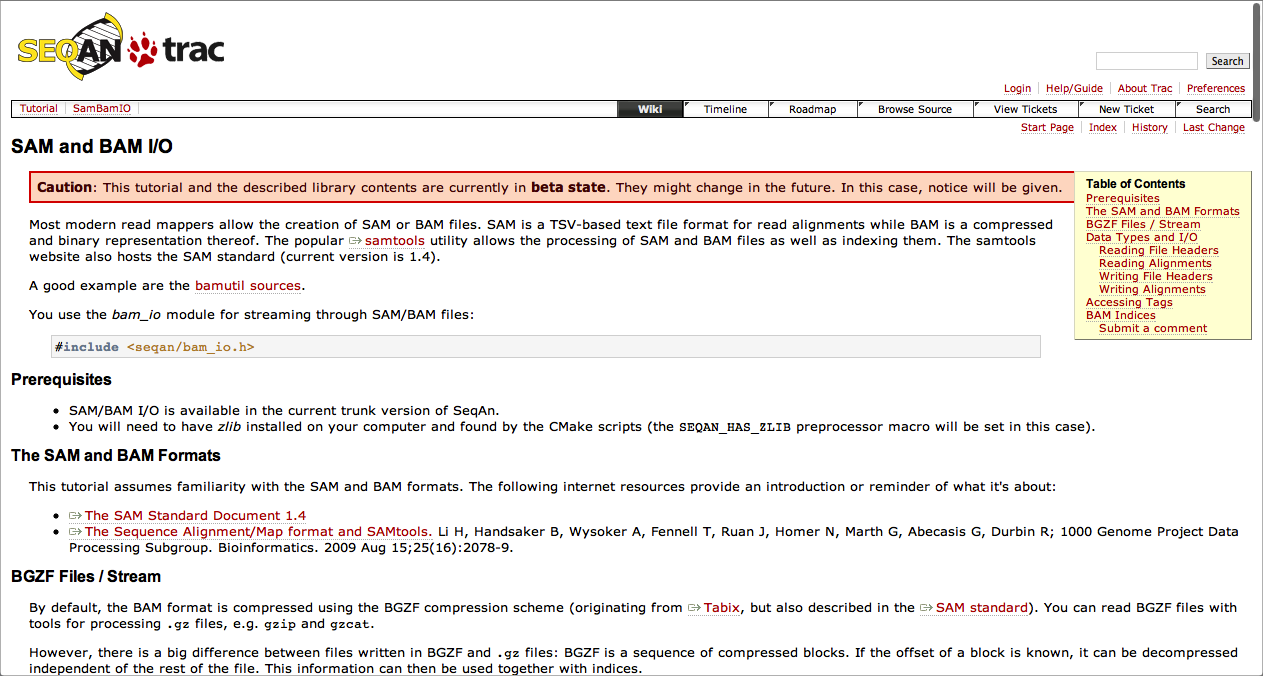 SEQAN trac
Search
Login Help/Guide About Trac Preferences
Tutorial SamBamIO
Wiki Timeline Roadmap Browse Source View Tickets New Ticket Search
Start Page Index History Last Change
SAM and BAM I/O
Caution: This tutorial and the described library contents are currently in beta state. They might change in the future. In this case, notice will be given.
Table of Contents
Prerequisites
The SAM and BAM Formats
BGZF Files / Stream
Data Types and I/O
Reading File Headers
Reading Alignments
Writing File Headers
Writing Alignments
Accessing Tags
BAM Indices
Submit a comment
Most modern read mappers allow the creation of SAM or BAM files. SAM is a TSV-based text file format for read alignments while BAM is a compressed
and binary representation thereof. The popular samtools utility allows the processing of SAM and BAM files as well as indexing them. The samtools
website also hosts the SAM standard (current version is 1.4).
A good example are the bamutil sources.
You use the bam_io module for streaming through SAM/BAM files:
#include <seqan/bam_io.h>
Prerequisites
• SAM/BAM I/O is available in the current trunk version of SeqAn.
• You will need to have zlib installed on your computer and found by the CMake scripts (the SEQAN_HAS_ZLIB preprocessor macro will be set in this case).
The SAM and BAM Formats
This tutorial assumes familiarity with the SAM and BAM formats. The following internet resources provide an introduction or reminder of what it's about:
• The SAM Standard Document 1.4
• The Sequence Alignment/Map format and SAMtools. Li H, Handsaker B, Wysoker A, Fennell T, Ruan J, Homer N, Marth G, Abecasis G, Durbin R; 1000 Genome Project Data
Processing Subgroup. Bioinformatics. 2009 Aug 15;25(16):2078-9.
BGZF Files / Stream
By default, the BAM format is compressed using the BGZF compression scheme (originating from Tabix, but also described in the SAM standard). You can read BGZF files with
tools for processing .gz files, e.g. gzip and gzcat.
However, there is a big difference between files written in BGZF and .gz files: BGZF is a sequence of compressed blocks. If the offset of a block is known, it can be decompressed
independent of the rest of the file. This information can then be used together with indices.